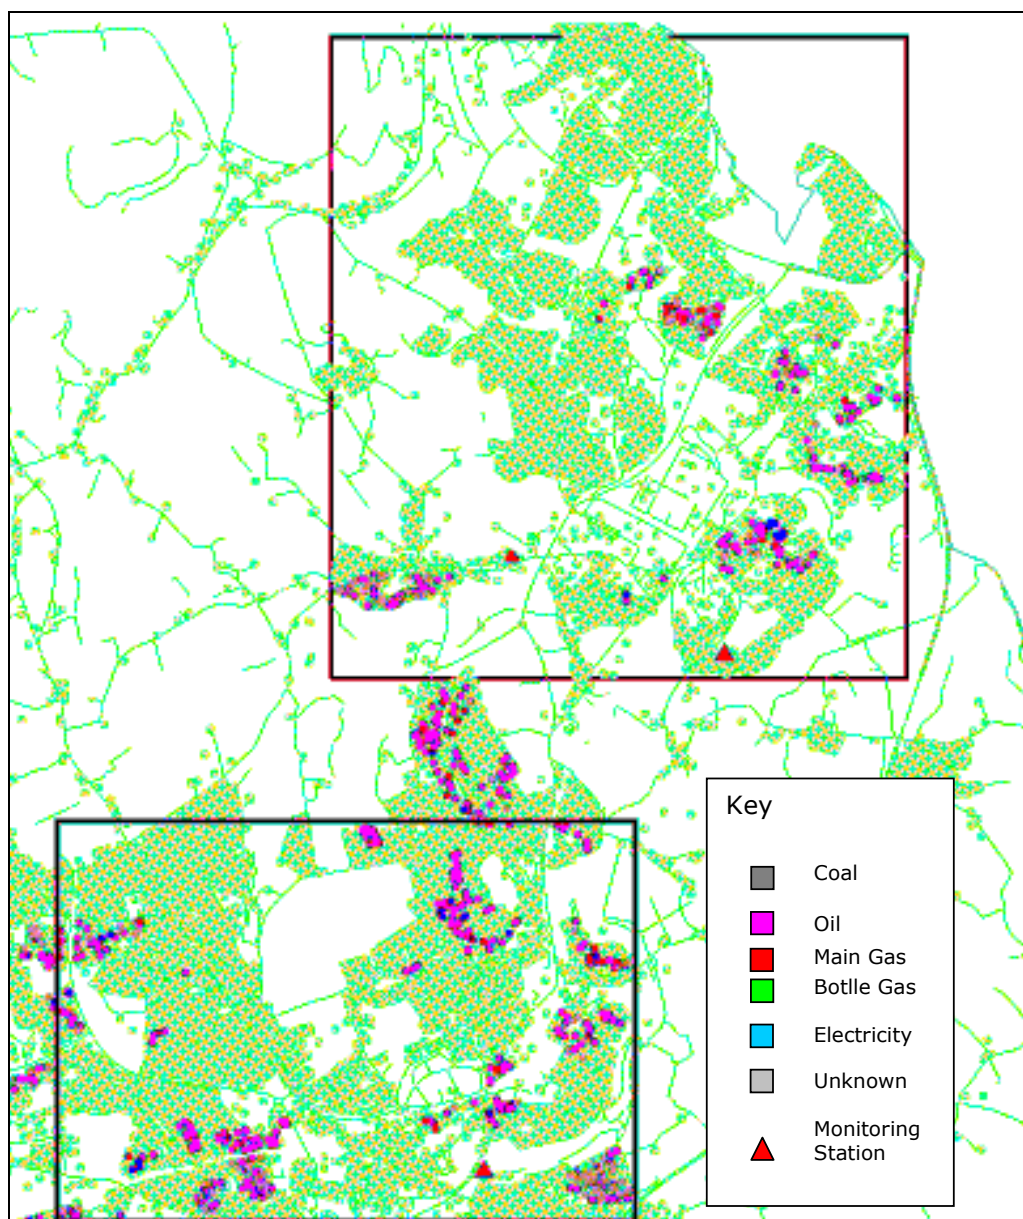 Key
Coal
Oil
Main Gas
Botlle Gas
Electricity
Unknown
Monitoring
Station